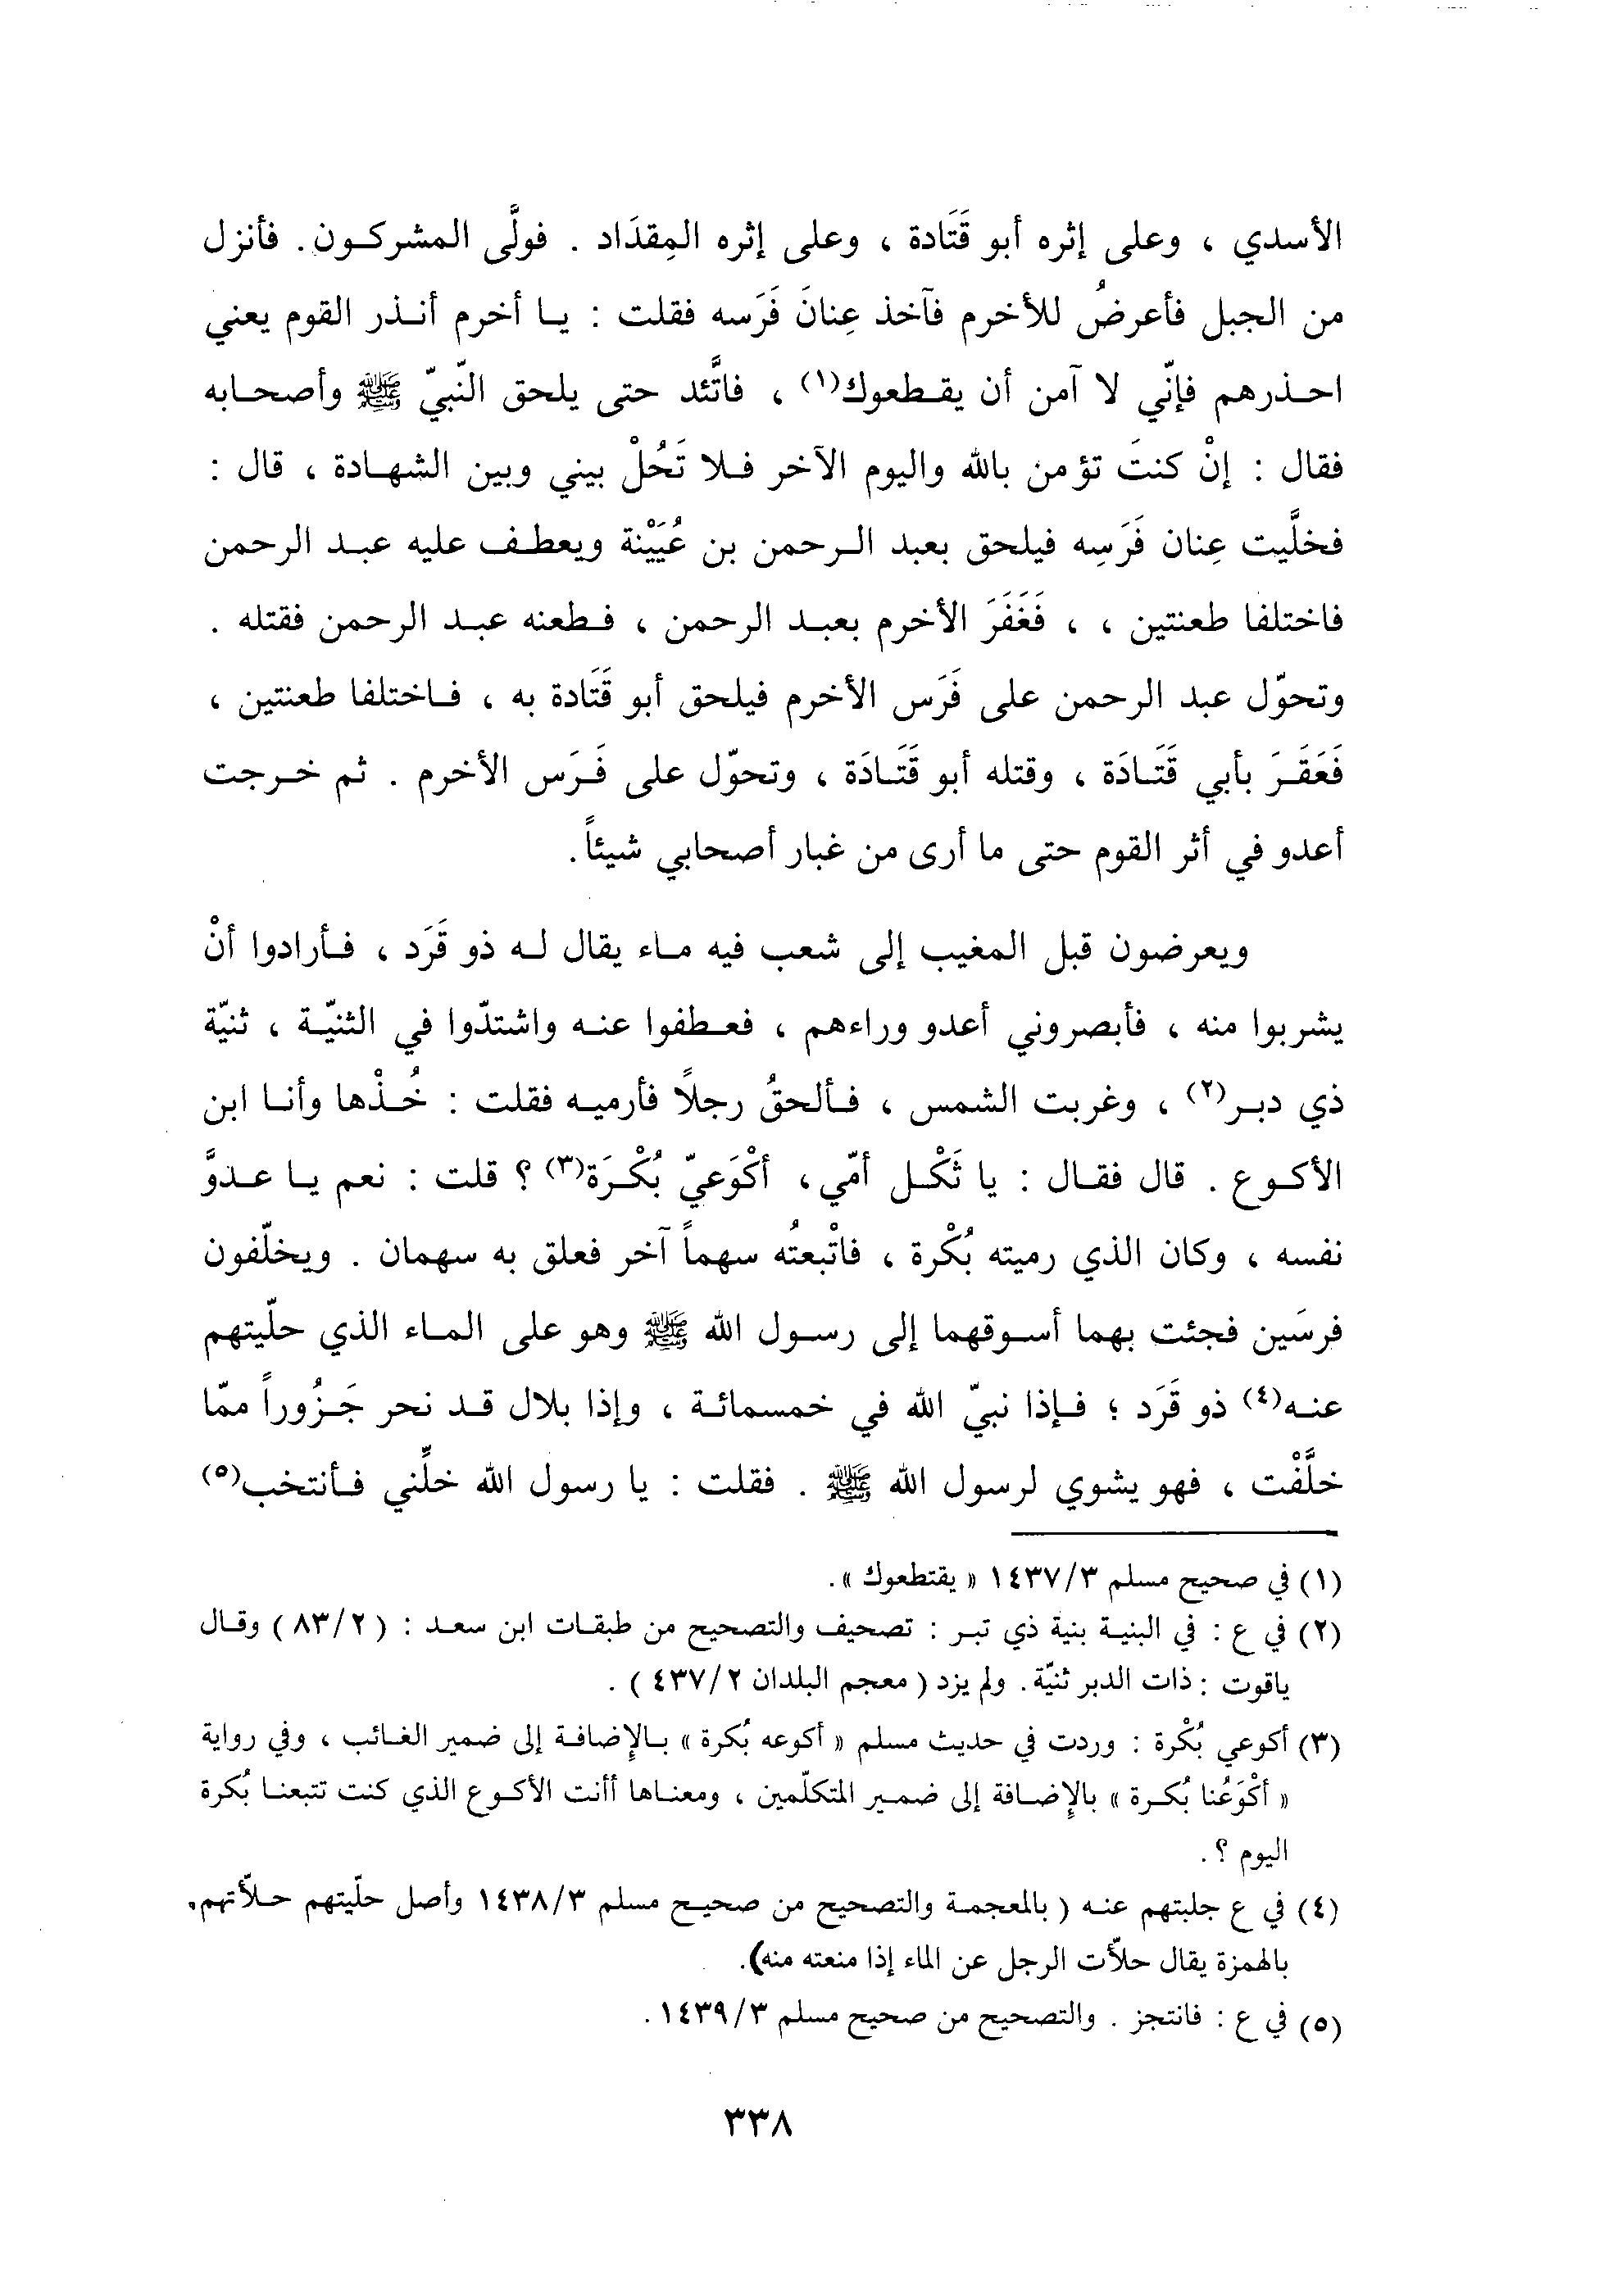 الأسدي ، وعلى إثره أبو قَتَادة ، وعلى إثره المِقدَاد . فولَّى المشركون. فأنزل
من الجبل فأعرضُ للأخرم فآخذ عِنانَ فَرَسه فقلت : يا أخرم أنذر القوم يعني
احذرهم فإنّي لا آمن أن يقطعوك(١) ، فاتَّئد حتى يلحق النّبيّ ﷺ وأصحابه
فقال : إنْ كنتَ تؤمن بالله واليوم الآخر فلا تَحُلْ بيني وبين الشهادة ، قال :
فخلَّيت عِنان فَرَسِه فيلحق بعبد الرحمن بن عُيَيْنة ويعطف عليه عبد الرحمن
فاختلفا طعنتين ، ، فَغَفَرَ الأخرم بعبد الرحمن ، فطعنه عبد الرحمن فقتله .
وتحوّل عبد الرحمن على فَرَس الأخرم فيلحق أبو قَتَادة به ، فاختلفا طعنتين ،
فَعَقَرَ بأبي قَتَادَة ، وقتله أبو قَتَادَة ، وتحوّل على فَرَس الأخرم . ثم خرجت
أعدو في أثر القوم حتى ما أرى من غبار أصحابي شيئاً.
ويعرضون قبل المغيب إلى شعب فيه ماء يقال له ذو قَرَد ، فأرادوا أنْ
يشربوا منه ، فأبصروني أعدو وراءهم ، فعطفوا عنه واشتدّوا في الثنيّة ، ثنيّة
ذي دبر(٢) ، وغربت الشمس ، فألحقُ رجلاً فأرميه فقلت : خُذْها وأنا ابن
الأكوع . قال فقال : يا ثَكْل أمّي، أكْوَعيّ بُكْرَة(٣) ؟ قلت : نعم يا عدوَّ
نفسه ، وكان الذي رميته بُكْرة ، فاتْبعتُه سهماً آخر فعلق به سهمان . ويخلّفون
فرسَين فجئت بهما أسوقهما إلى رسول الله ﷺ وهو على الماء الذي حلّيتهم
عنه(٤) ذو قَرَد ؛ فإذا نبيّ الله في خمسمائة ، وإذا بلال قد نحر جَزُوراً ممّا
خلَّفْت ، فهو يشوي لرسول الله ﷺ . فقلت : يا رسول الله خلِّني فأنتخب(٥)
(١) في صحيح مسلم ١٤٣٧/٣ « يقتطعوك ».
(٢) في ع : في البنية بنية ذي تبر : تصحيف والتصحيح من طبقات ابن سعد : ( ٨٣/٢ ) وقال
ياقوت : ذات الدبر ثنيّة. ولم يزد ( معجم البلدان ٤٣٧/٢ ) .
(٣) أكوعي بُكْرة : وردت في حديث مسلم « أكوعه بُكرة » بالإضافة إلى ضمير الغائب ، وفي رواية
« أكْوَعُنا بُكرة » بالإضافة إلى ضمير المتكلّمين ، ومعناها أأنت الأكوع الذي كنت تتبعنا بُكرة
اليوم ؟.
(٤) في ع جلبتهم عنه ( بالمعجمة والتصحيح من صحيح مسلم ١٤٣٨/٣ وأصل حلّيتهم حلأتهم،
بالهمزة يقال حلأت الرجل عن الماء إذا منعته منه).
(٥) في ع : فانتجز . والتصحيح من صحيح مسلم ١٤٣٩/٣.
٣٣٨